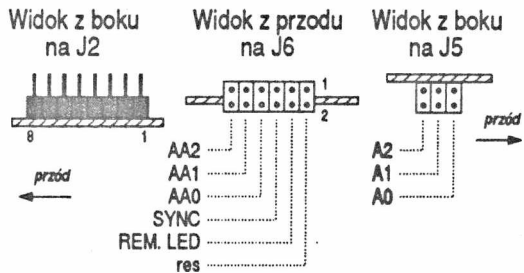 Widok z boku
na J2
Widok z przodu
na J6
Widok z boku
na J5
8
1
1
2
przód
przód
AA2
AA1
AA0
SYNC
REM. LED
res
A2
A1
A0